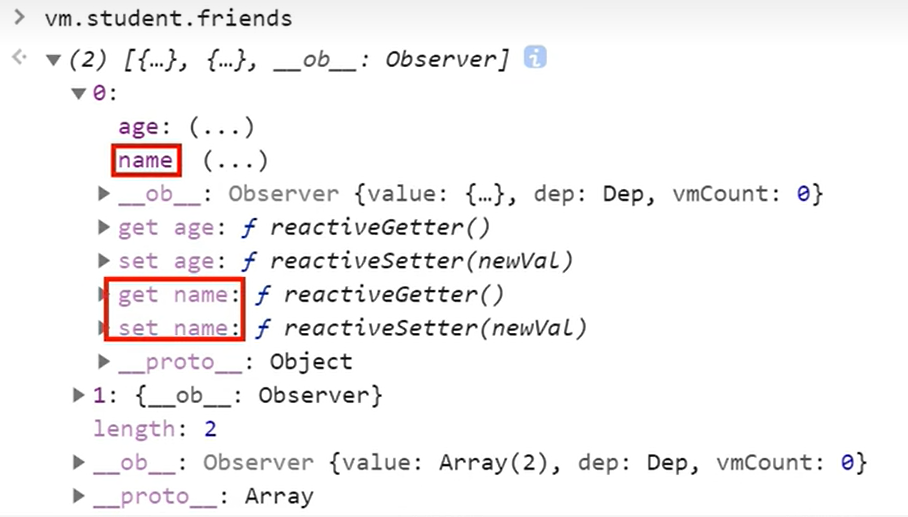 > vm.student.friends
<· ▼(2) [{…}, {…}, __ob__: Observer] i
▼0:
age: (...)
name (...)
▶__ob__: Observer {value: {…}, dep: Dep, vmCount: 0}
▶get age: ƒ reactiveGetter()
▶set age: ƒ reactiveSetter(newVal)
▶get name: ƒ reactiveGetter()
▶set name: ƒ reactiveSetter(newVal)
▶__proto__: Object
▶1: {__ob__: Observer}
length: 2
▶__ob__: Observer {value: Array(2), dep: Dep, vmCount: 0}
▶__proto__: Array